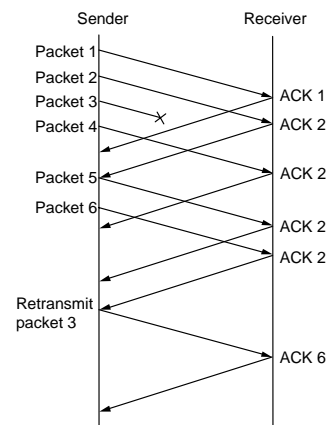 Sender
Receiver
Packet 1
Packet 2
ACK 1
Packet 3
ACK 2
Packet 4
ACK 2
Packet 5
Packet 6
ACK 2
ACK 2
Retransmit
packet 3
ACK 6